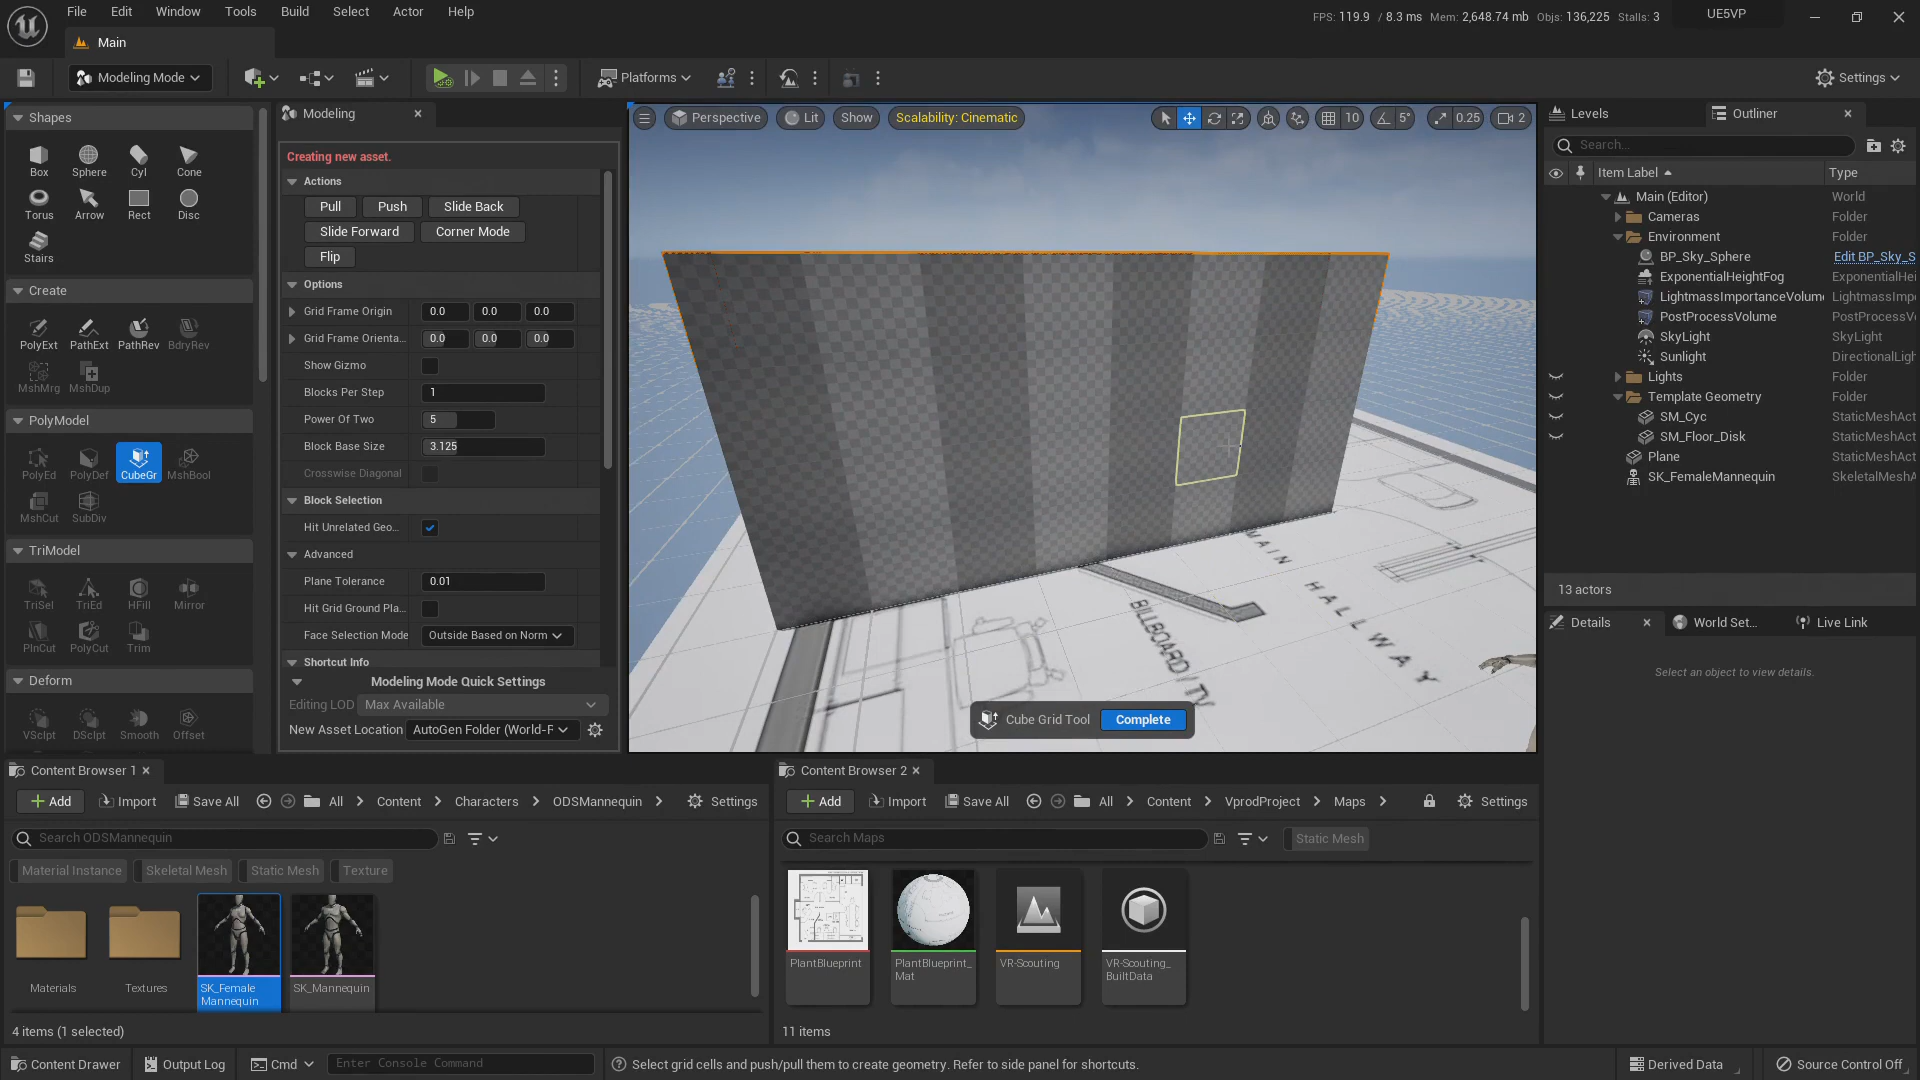 File Edit Window Tools Build Select Actor Help
FPS: 119.9 / 8.3 ms Mem: 2,648.74 mb Objs: 136,225 Stalls: 3
UE5VP
Main
Modeling Mode
Platforms
Settings
Shapes
Box Sphere Cyl Cone
Torus Arrow Rect Disc
Stairs
Create
PolyExt PathExt PathRev BdryRev
MshMrg MshDup
PolyModel
PolyEd PolyDef CubeGr MshBool
MshCut SubDiv
TriModel
TriSel TriEd HFill Mirror
PlnCut PolyCut Trim
Deform
VSclpt DSclpt Smooth Offset
Modeling
Creating new asset.
Actions
Pull Push Slide Back
Slide Forward Corner Mode
Flip
Options
Grid Frame Origin 0.0 0.0 0.0
Grid Frame Orienta... 0.0 0.0 0.0
Show Gizmo
Blocks Per Step 1
Power Of Two 5
Block Base Size 3.125
Crosswise Diagonal
Block Selection
Hit Unrelated Geo...
Advanced
Plane Tolerance 0.01
Hit Grid Ground Pla...
Face Selection Mode Outside Based on Norm
Shortcut Info
Modeling Mode Quick Settings
Editing LOD Max Available
New Asset Location AutoGen Folder (World-F
Perspective Lit Show Scalability: Cinematic
10 5° 0.25 2
MAIN HALLWAY
BILLBOARD/TV
Cube Grid Tool Complete
Levels Outliner
Search...
Item Label Type
Main (Editor) World
Cameras Folder
Environment Folder
BP_Sky_Sphere Edit BP_Sky_S
ExponentialHeightFog ExponentialHei
LightmassImportanceVolume LightmassImp
PostProcessVolume PostProcessVo
SkyLight SkyLight
Sunlight DirectionalLigh
Lights Folder
Template Geometry Folder
SM_Cyc StaticMeshAct
SM_Floor_Disk StaticMeshAct
Plane StaticMeshAct
SK_FemaleMannequin SkeletalMeshA
13 actors
Details World Set... Live Link
Select an object to view details.
Content Browser 1
Add Import Save All All Content Characters ODSMannequin Settings
Search ODSMannequin
Material Instance Skeletal Mesh Static Mesh Texture
Materials Textures SK_Female
Mannequin SK_Mannequin
4 items (1 selected)
Content Browser 2
Add Import Save All All Content VprodProject Maps Settings
Search Maps
Static Mesh
PlantBlueprint PlantBlueprint_
Mat VR-Scouting VR-Scouting_
BuiltData
11 items
Content Drawer Output Log Cmd Enter Console Command
Select grid cells and push/pull them to create geometry. Refer to side panel for shortcuts.
Derived Data Source Control Off